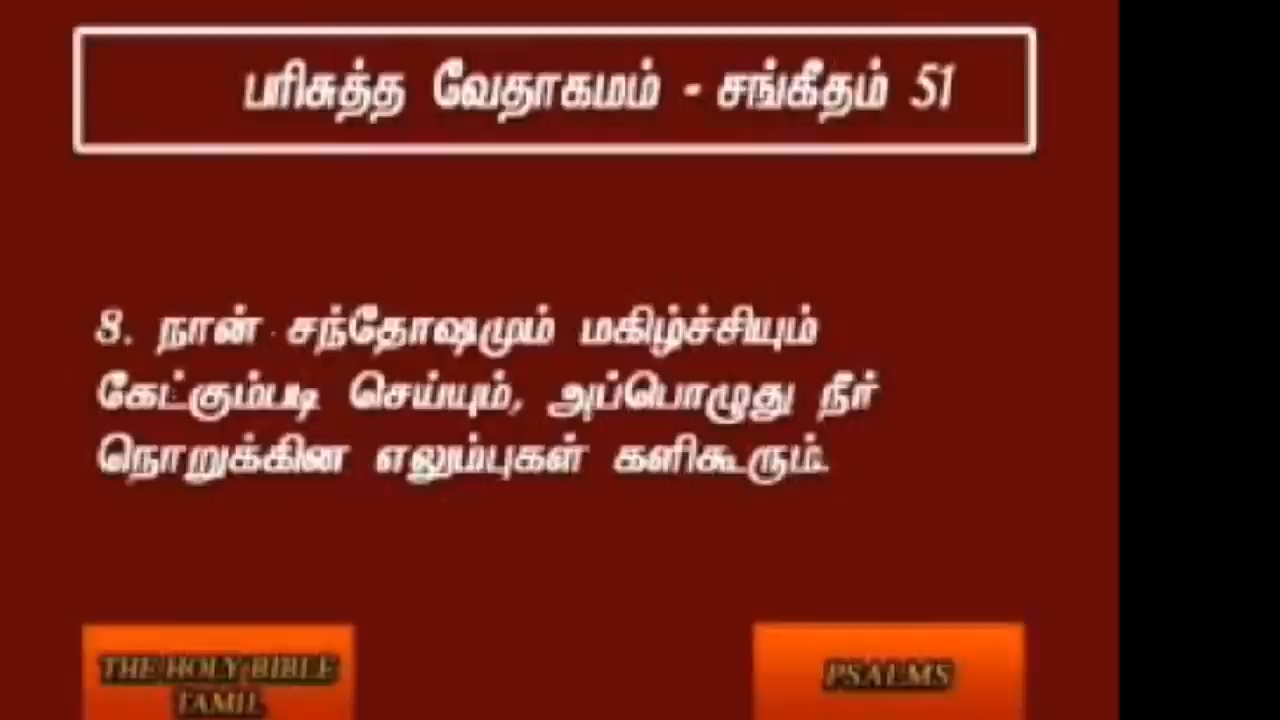 பரிசுத்த வேதாகமம் - சங்கீதம் 51
8. நான் சந்தோஷமும் மகிழ்ச்சியும்
கேட்கும்படி செய்யும், அப்பொழுது நீர்
நொறுக்கின எலும்புகள் களிகூரும்.
THE HOLY BIBLE
TAMIL
PSALMS